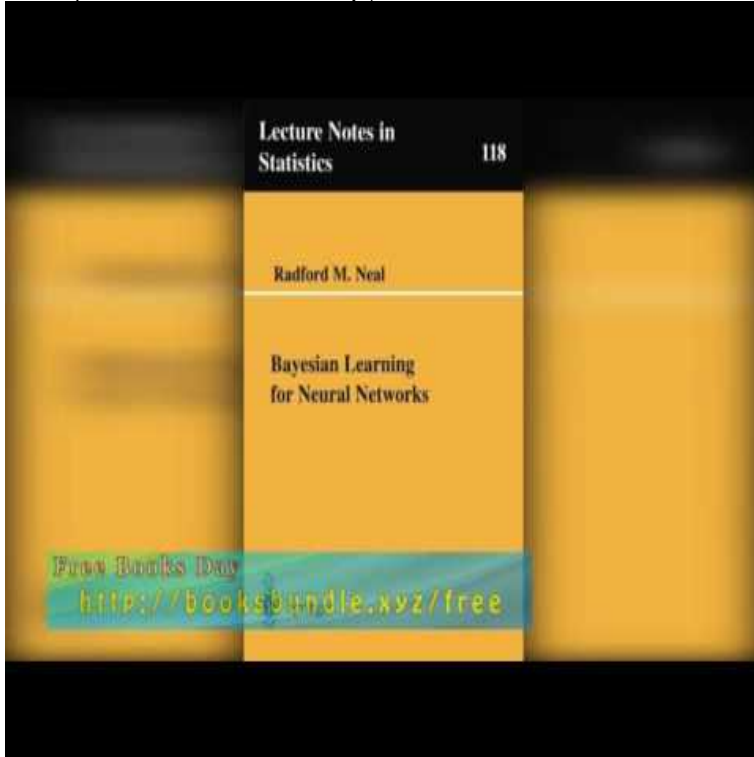 Lecture Notes in
Statistics
118
Radford M. Neal
Bayesian Learning
for Neural Networks
Free Books Day
http://booksbundle.xyz/free